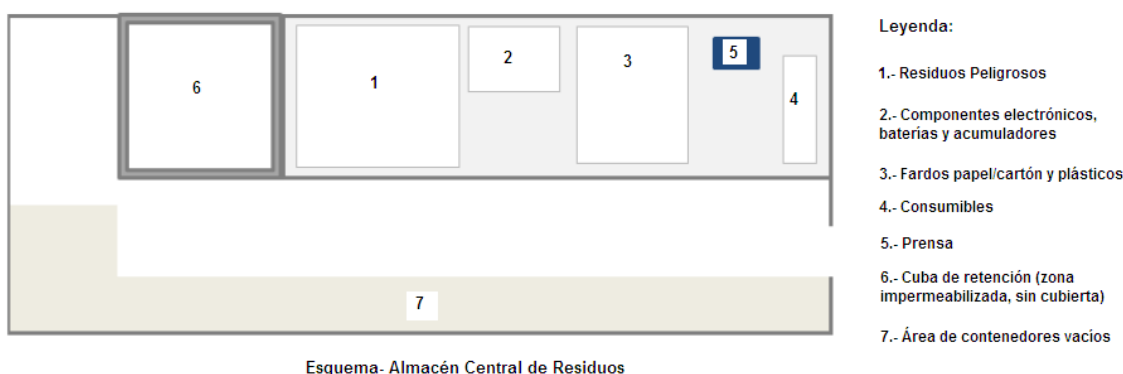 6
1
2
3
5
4
7
Esquema- Almacén Central de Residuos
Leyenda:
1.- Residuos Peligrosos
2.- Componentes electrónicos,
baterías y acumuladores
3.- Fardos papel/cartón y plásticos
4.- Consumibles
5.- Prensa
6.- Cuba de retención (zona
impermeabilizada, sin cubierta)
7.- Área de contenedores vacíos